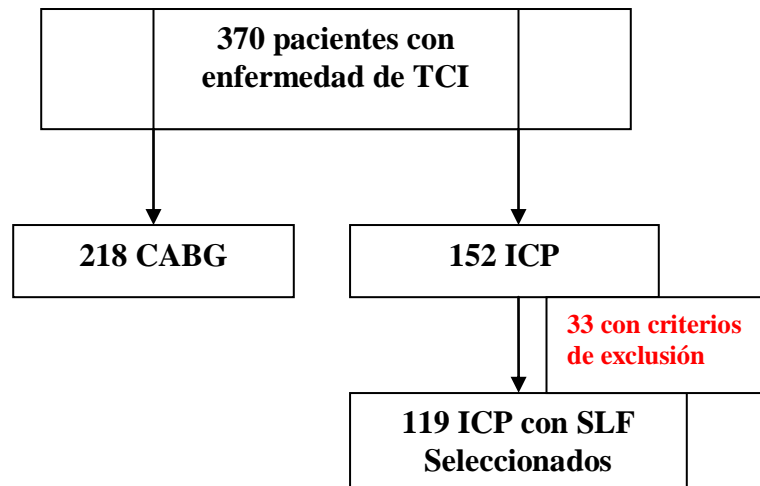 370 pacientes con
enfermedad de TCI
218 CABG
152 ICP
33 con criterios
de exclusión
119 ICP con SLF
Seleccionados